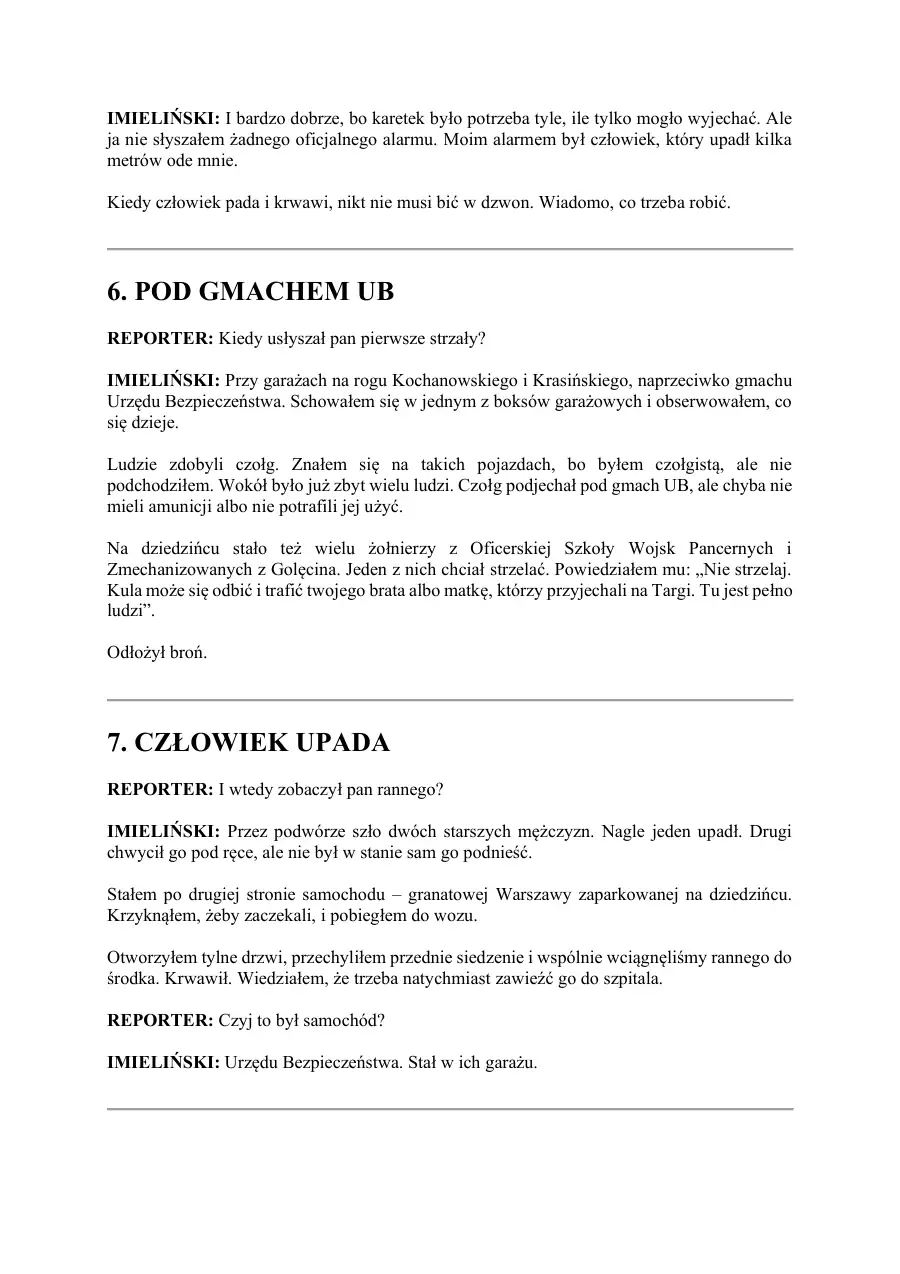 IMIELIŃSKI: I bardzo dobrze, bo karetek było potrzeba tyle, ile tylko mogło wyjechać. Ale
ja nie słyszałem żadnego oficjalnego alarmu. Moim alarmem był człowiek, który upadł kilka
metrów ode mnie.
Kiedy człowiek pada i krwawi, nikt nie musi bić w dzwon. Wiadomo, co trzeba robić.
6. POD GMACHEM UB
REPORTER: Kiedy usłyszał pan pierwsze strzały?
IMIELIŃSKI: Przy garażach na rogu Kochanowskiego i Krasińskiego, naprzeciwko gmachu
Urzędu Bezpieczeństwa. Schowałem się w jednym z boksów garażowych i obserwowałem, co
się dzieje.
Ludzie zdobyli czołg. Znałem się na takich pojazdach, bo byłem czołgistą, ale nie
podchodziłem. Wokół było już zbyt wielu ludzi. Czołg podjechał pod gmach UB, ale chyba nie
mieli amunicji albo nie potrafili jej użyć.
Na dziedzińcu stało też wielu żołnierzy z Oficerskiej Szkoły Wojsk Pancernych i
Zmechanizowanych z Golęcina. Jeden z nich chciał strzelać. Powiedziałem mu: „Nie strzelaj.
Kula może się odbić i trafić twojego brata albo matkę, którzy przyjechali na Targi. Tu jest pełno
ludzi”.
Odłożył broń.
7. CZŁOWIEK UPADA
REPORTER: I wtedy zobaczył pan rannego?
IMIELIŃSKI: Przez podwórze szło dwóch starszych mężczyzn. Nagle jeden upadł. Drugi
chwycił go pod ręce, ale nie był w stanie sam go podnieść.
Stałem po drugiej stronie samochodu – granatowej Warszawy zaparkowanej na dziedzińcu.
Krzyknąłem, żeby zaczekali, i pobiegłem do wozu.
Otworzyłem tylne drzwi, przechyliłem przednie siedzenie i wspólnie wciągnęliśmy rannego do
środka. Krwawił. Wiedziałem, że trzeba natychmiast zawieźć go do szpitala.
REPORTER: Czyj to był samochód?
IMIELIŃSKI: Urzędu Bezpieczeństwa. Stał w ich garażu.